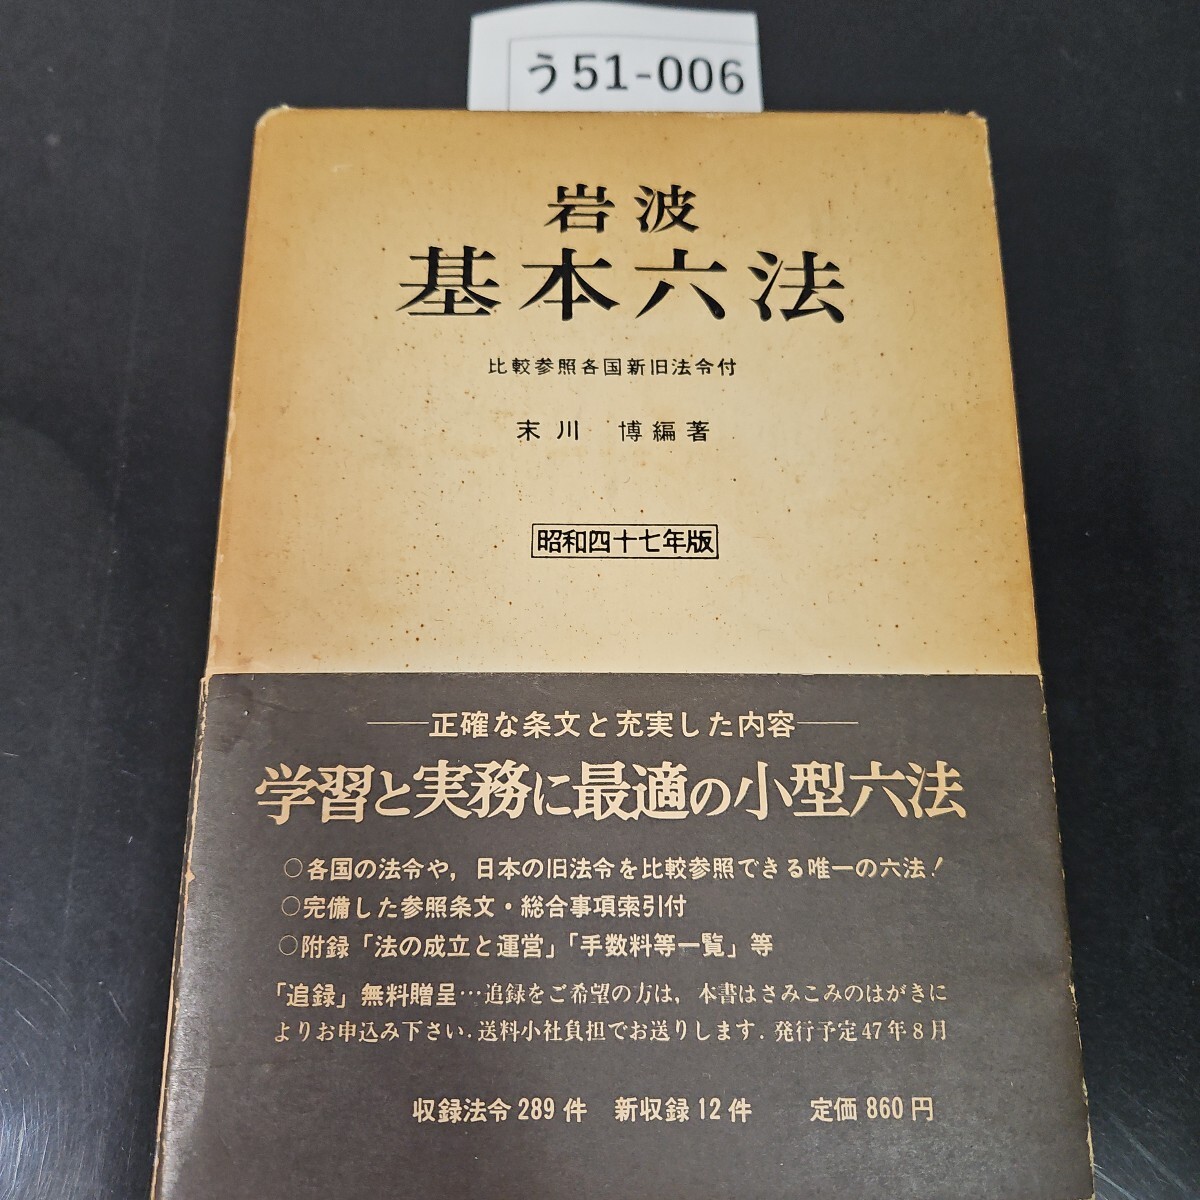 う51-006
岩波
基本六法
比較参照各国新旧法令付
末川 博編著
昭和四十七年版
——正確な条文と充実した内容——
学習と実務に最適の小型六法
○各国の法令や，日本の旧法令を比較参照できる唯一の六法！
○完備した参照条文・総合事項索引付
○附録「法の成立と運営」「手数料等一覧」等
「追録」無料贈呈…追録をご希望の方は，本書はさみこみのはがきに
よりお申込み下さい．送料小社負担でお送りします．発行予定47年8月
収録法令289件 新収録12件 定価860円